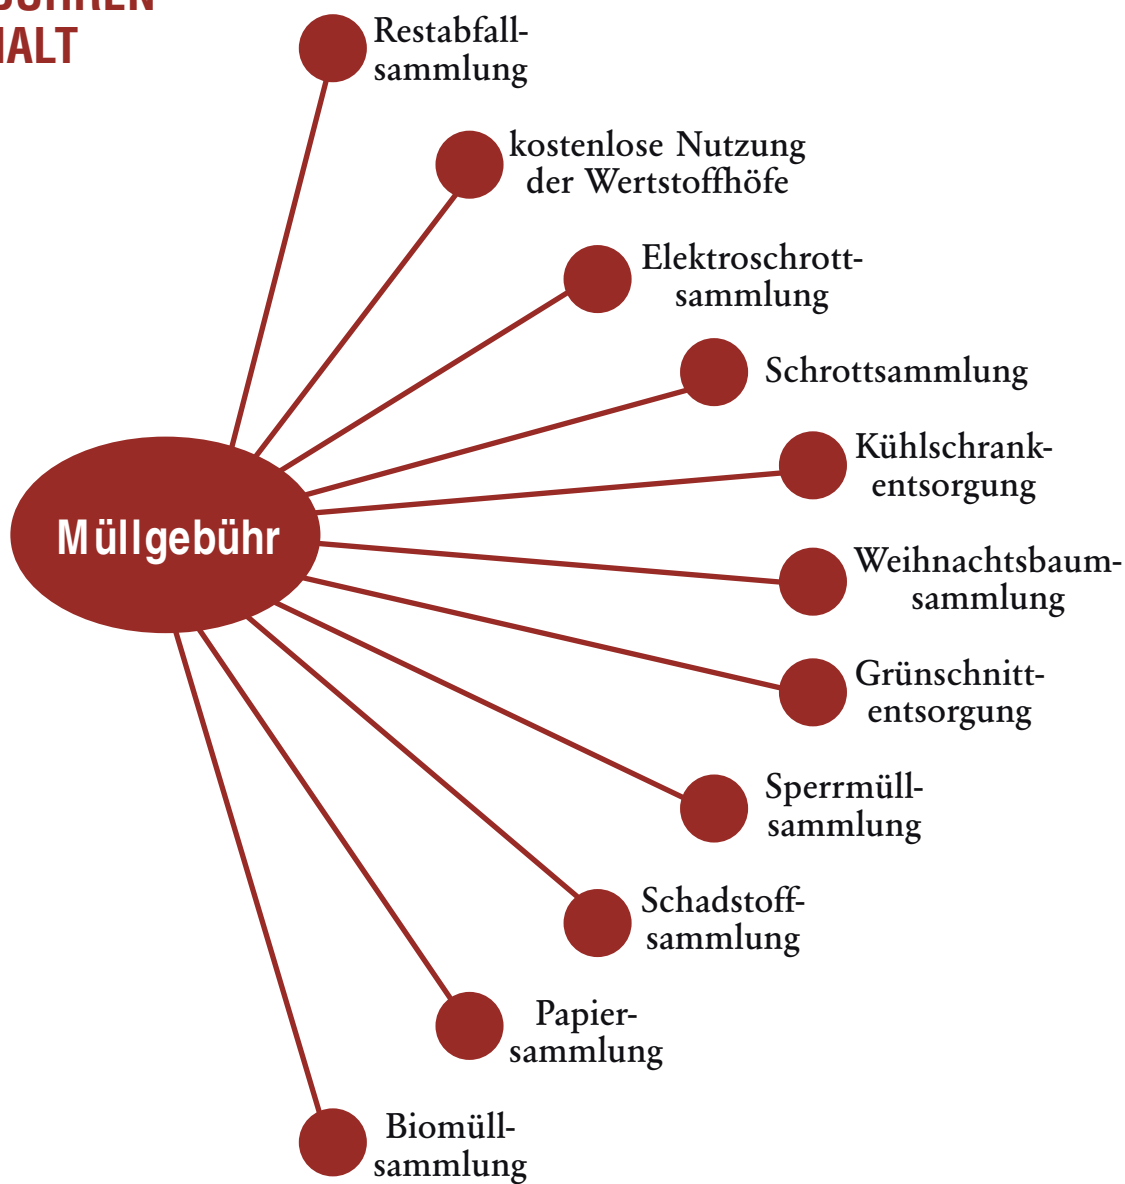 HALT
Restabfall-
sammlung
kostenlose Nutzung
der Wertstoffhöfe
Elektroschrott-
sammlung
Schrottsammlung
Kühlschrank-
entsorgung
Müllgebühr
Weihnachtsbaum-
sammlung
Grünschnitt-
entsorgung
Sperrmüll-
sammlung
Schadstoff-
sammlung
Papier-
sammlung
Biomüll-
sammlung